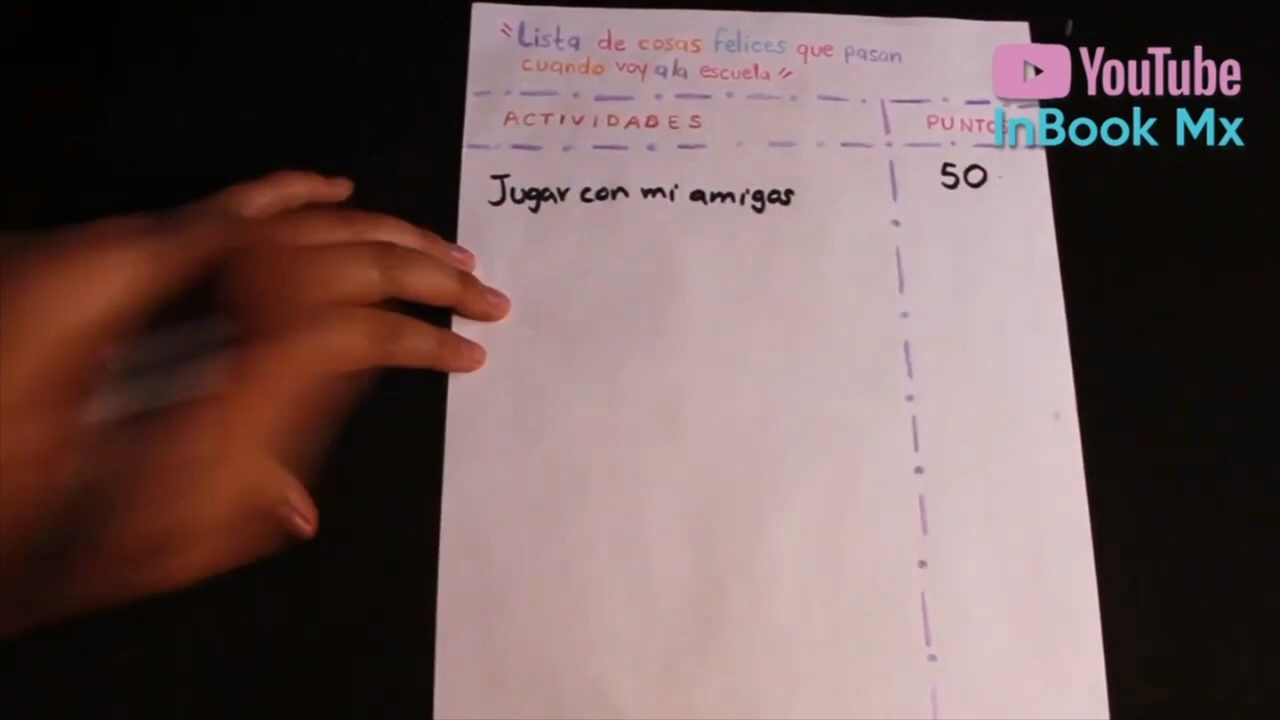 "Lista de cosas felices que pasan
cuando voy a la escuela"
ACTIVIDADES
PUNTOS
Jugar con mi amigas
50
YouTube
InBook Mx